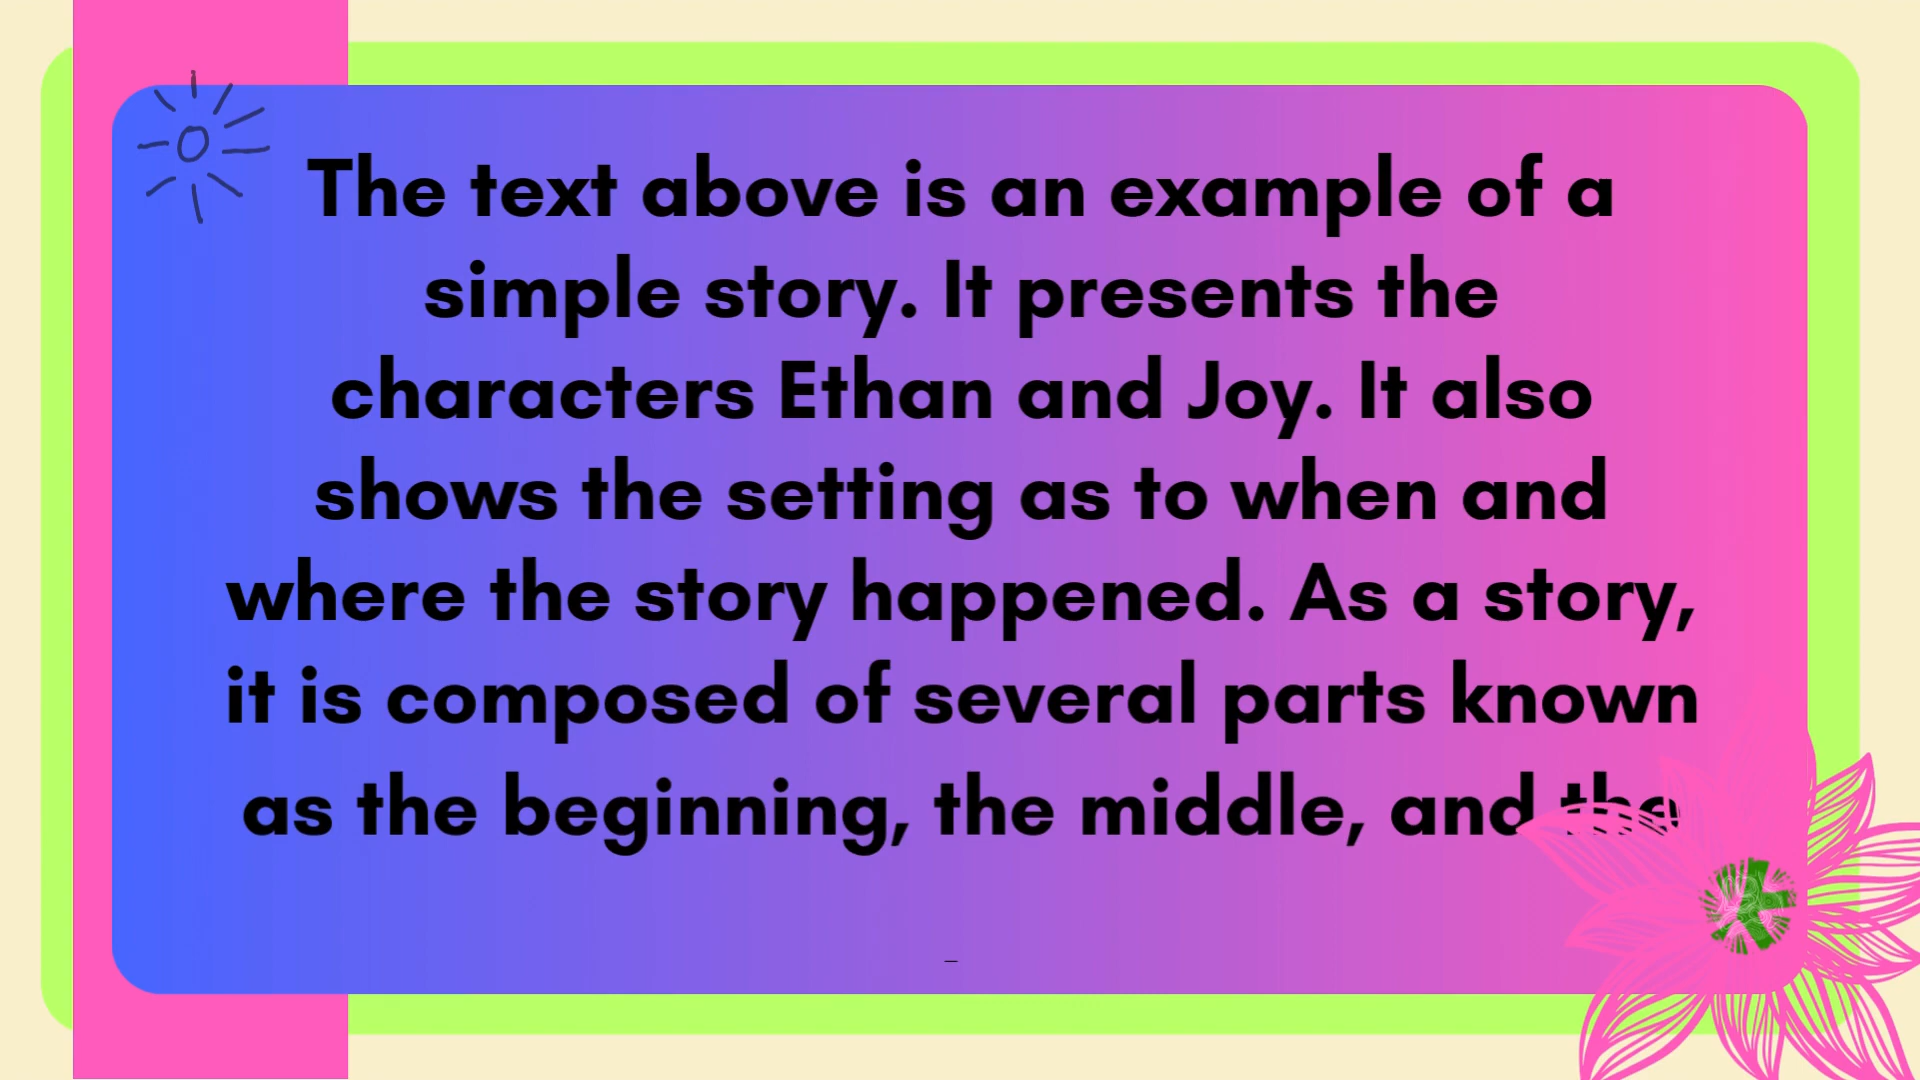 The text above is an example of a
simple story. It presents the
characters Ethan and Joy. It also
shows the setting as to when and
where the story happened. As a story,
it is composed of several parts known
as the beginning, the middle, and the